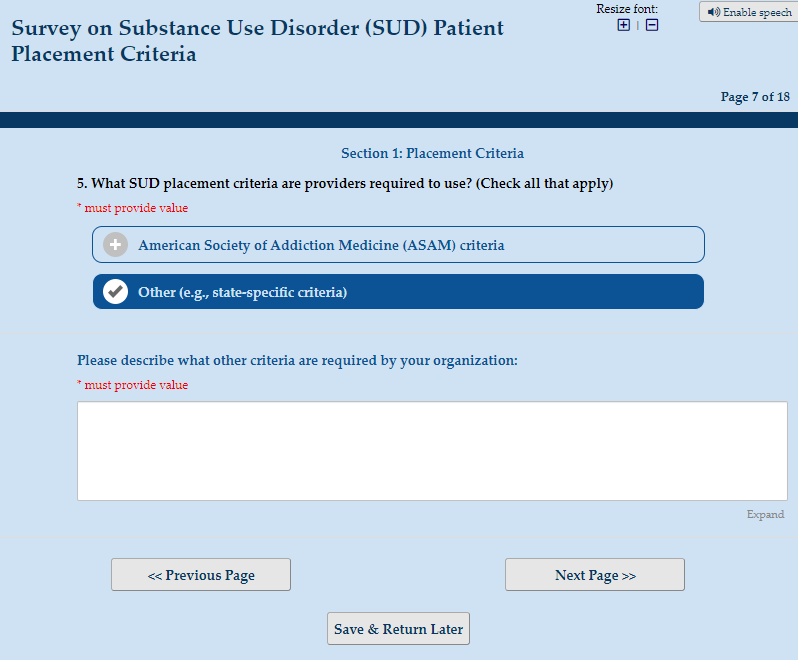 Resize font:
Enable speech
Survey on Substance Use Disorder (SUD) Patient
Placement Criteria
Page 7 of 18
Section 1: Placement Criteria
5. What SUD placement criteria are providers required to use? (Check all that apply)
* must provide value
American Society of Addiction Medicine (ASAM) criteria
Other (e.g., state-specific criteria)
Please describe what other criteria are required by your organization:
* must provide value
Expand
<< Previous Page
Next Page >>
Save & Return Later